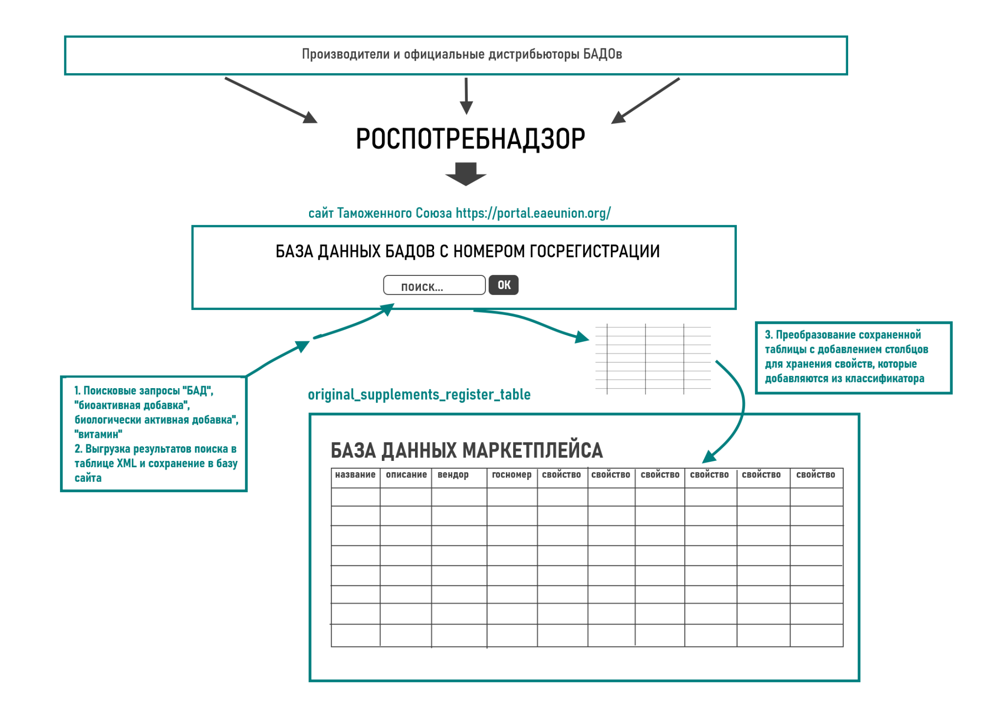 Производители и официальные дистрибьюторы БАДОв
РОСПОТРЕБНАДЗОР
сайт Таможенного Союза https://portal.eaeunion.org/
БАЗА ДАННЫХ БАДОВ С НОМЕРОМ ГОСРЕГИСТРАЦИИ
поиск... ОК
3. Преобразование сохраненной
таблицы с добавлением столбцов
для хранения свойств, которые
добавляются из классификатора
1. Поисковые запросы "БАД",
"биоактивная добавка",
биологически активная добавка",
"витамин"
2. Выгрузка результатов поиска в
таблице XML и сохранение в базу
сайта
original_supplements_register_table
БАЗА ДАННЫХ МАРКЕТПЛЕЙСА
название описание вендор госномер свойство свойство свойство свойство свойство свойство